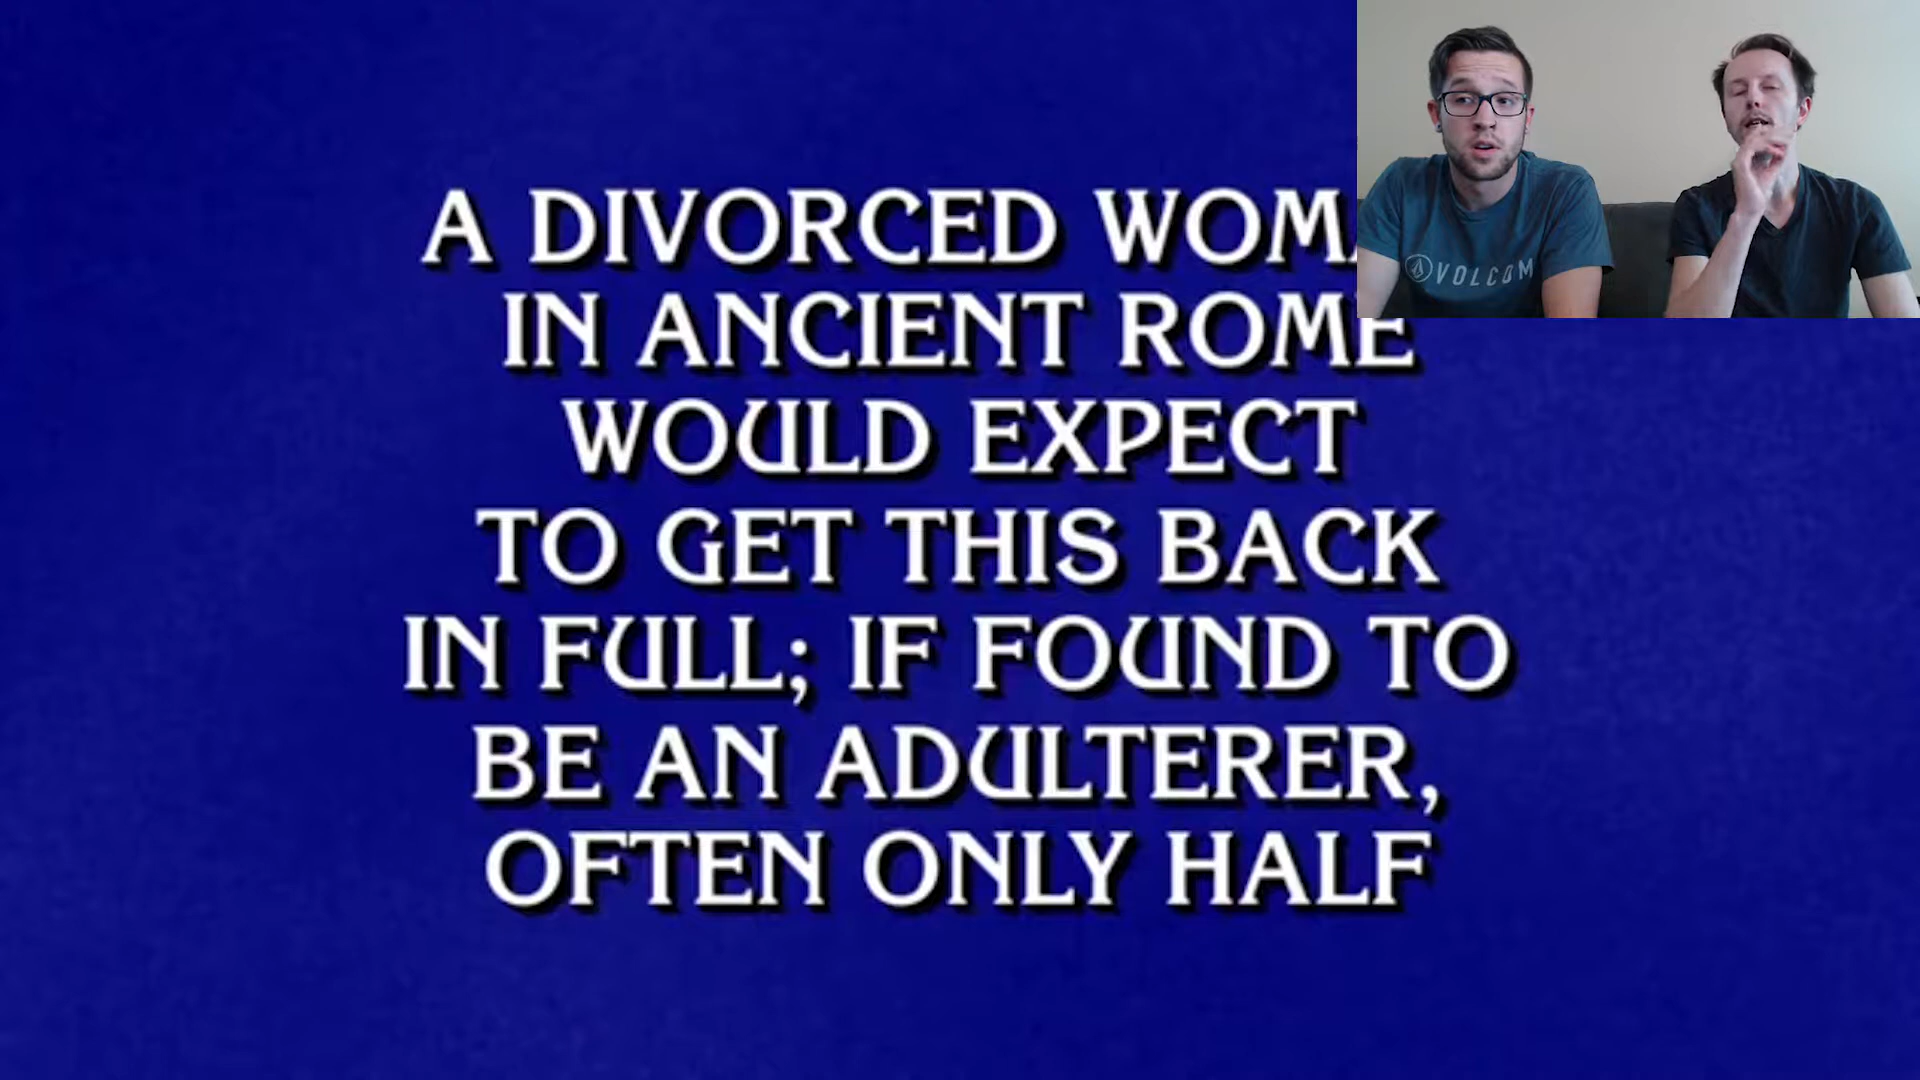 A DIVORCED
IN ANCIENT ROME
WOULD EXPECT
TO GET THIS BACK
IN FULL; IF FOUND TO
BE AN ADULTERER,
OFTEN ONLY HALF
VOLCOM